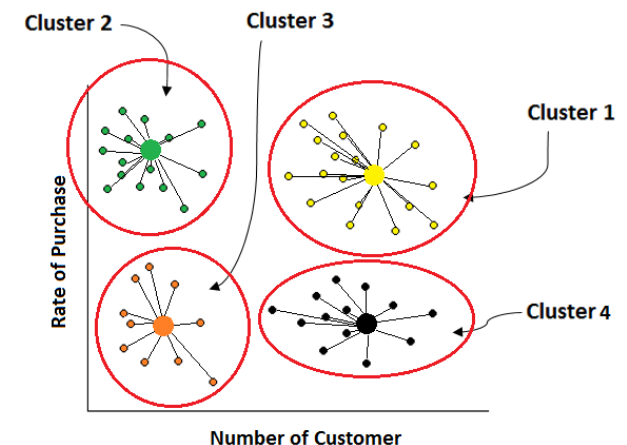 Cluster 2
Cluster 3
Cluster 1
Rate of Purchase
Cluster 4
Number of Customer